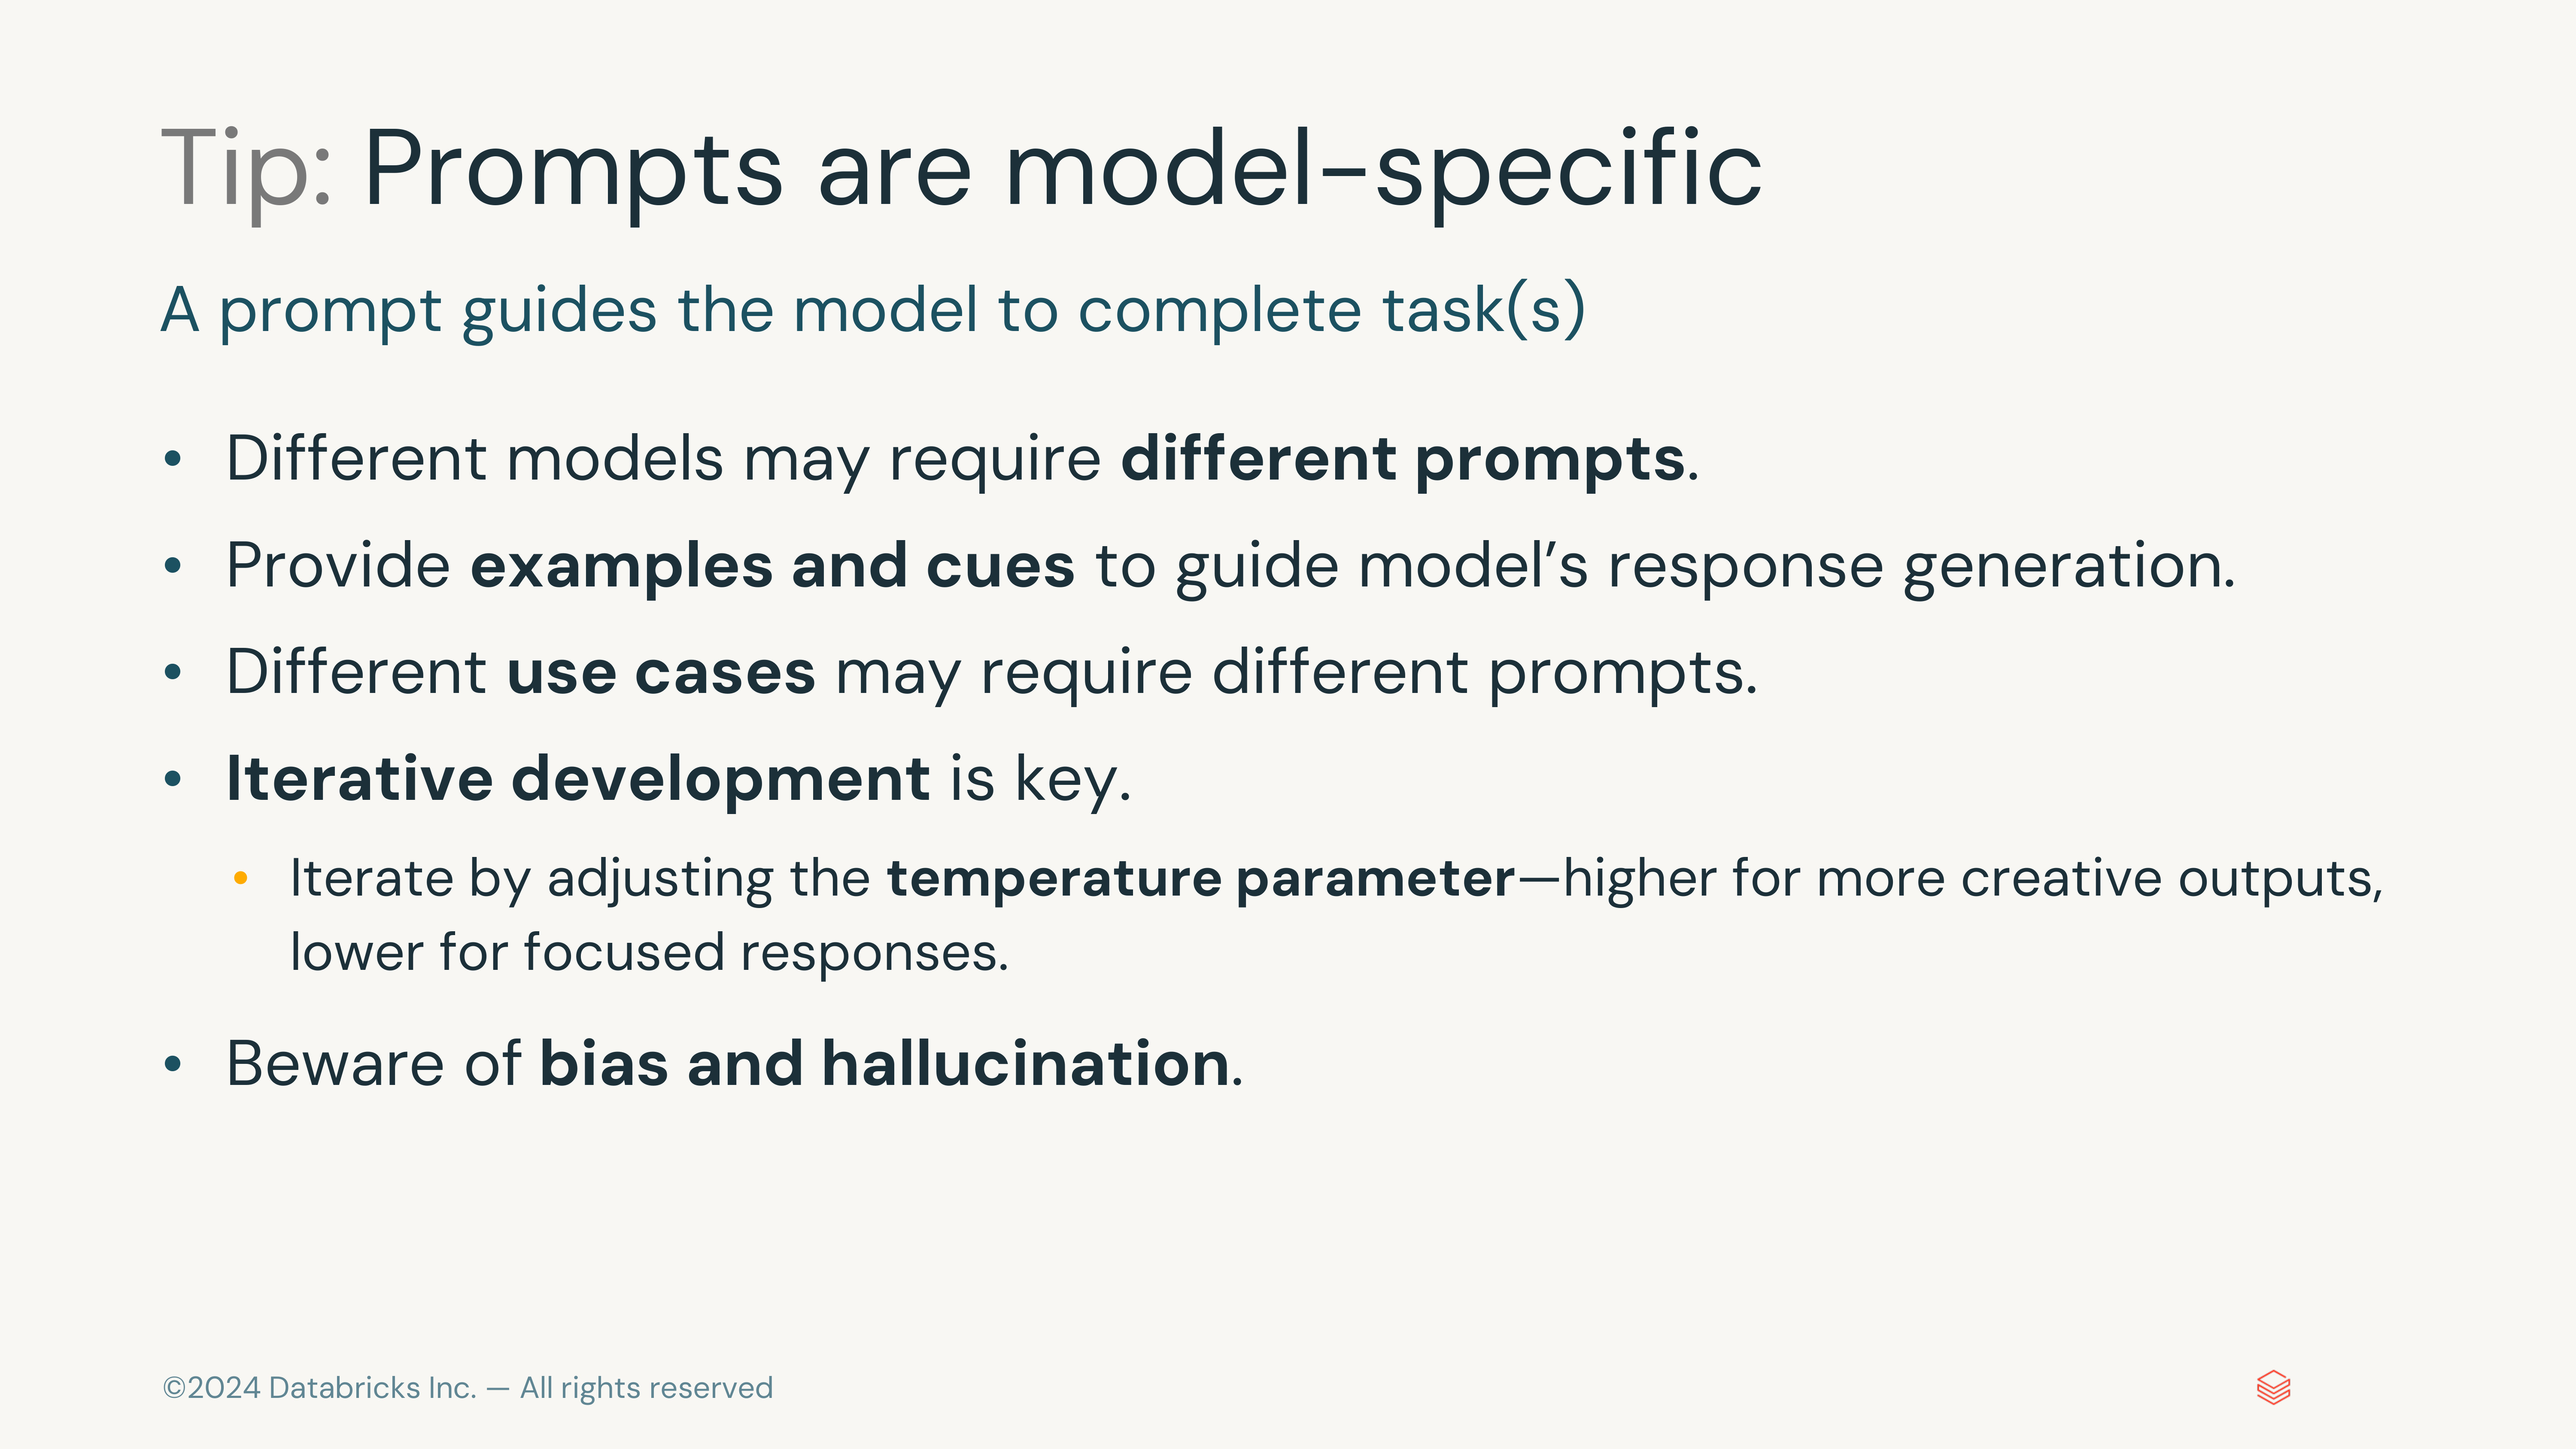 Tip: Prompts are model-specific
A prompt guides the model to complete task(s)
• Different models may require different prompts.
• Provide examples and cues to guide model’s response generation.
• Different use cases may require different prompts.
• Iterative development is key.
• Iterate by adjusting the temperature parameter—higher for more creative outputs,
lower for focused responses.
• Beware of bias and hallucination.
©2024 Databricks Inc. — All rights reserved